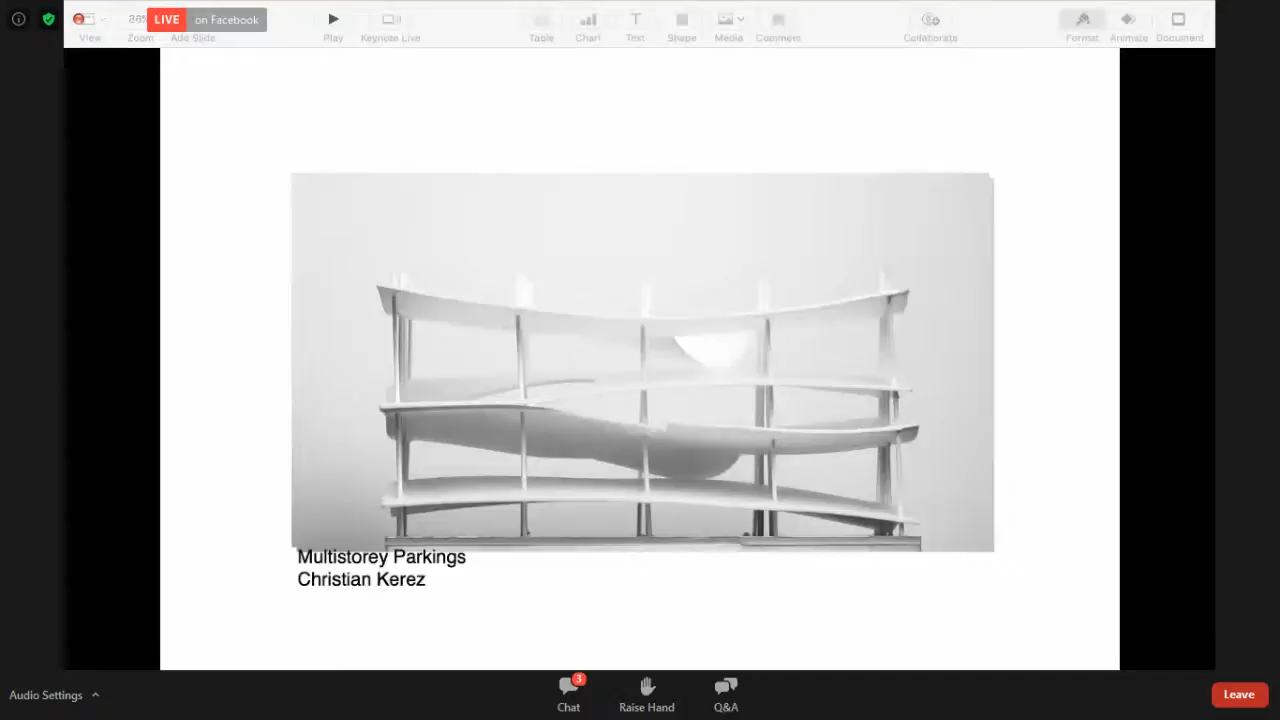 LIVE on Facebook
View Zoom Add Slide Play Keynote Live Table Chart Text Shape Media Comment Collaborate Format Animate Document
Multistorey Parkings
Christian Kerez
3
Chat Raise Hand Q&A
Audio Settings
Leave